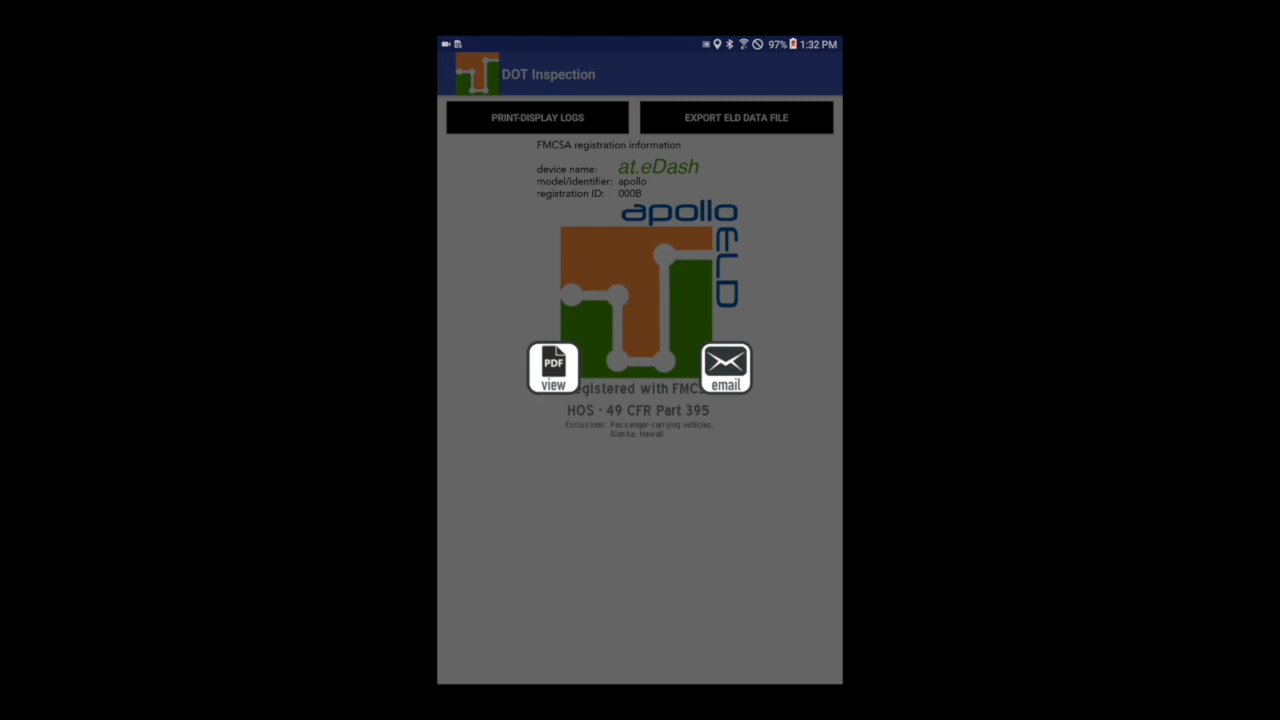 97% 1:32 PM
DOT Inspection
PRINT-DISPLAY LOGS
EXPORT ELD DATA FILE
FMCSA registration information
device name: at.eDash
model/identifier: apollo
registration ID: 000B
apollo
ELD
PDF
view
email
with
HOS - 49 CFR Part 395
Exclusions: Passenger-carrying vehicles,
Alaska, Hawaii